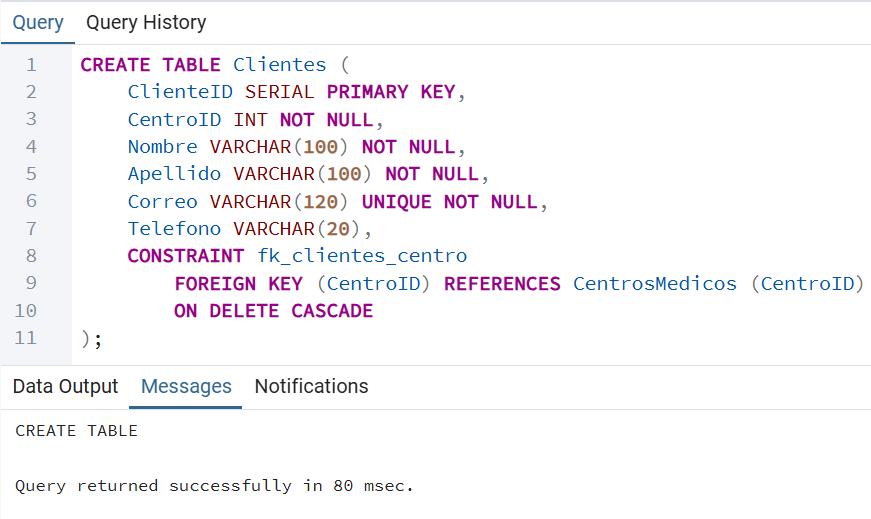 Query Query History
1 CREATE TABLE Clientes (
2 ClienteID SERIAL PRIMARY KEY,
3 CentroID INT NOT NULL,
4 Nombre VARCHAR(100) NOT NULL,
5 Apellido VARCHAR(100) NOT NULL,
6 Correo VARCHAR(120) UNIQUE NOT NULL,
7 Telefono VARCHAR(20),
8 CONSTRAINT fk_clientes_centro
9 FOREIGN KEY (CentroID) REFERENCES CentrosMedicos (CentroID)
10 ON DELETE CASCADE
11 );
Data Output Messages Notifications
CREATE TABLE
Query returned successfully in 80 msec.